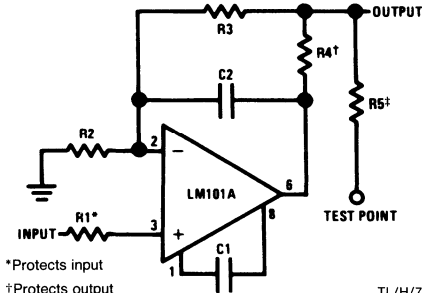 R3
OUTPUT
R4†
C2
R5‡
R2
2
−
LM101A
6
8
TEST POINT
R1*
INPUT
3
+
1
C1
*Protects input
†Protects output
TL/H/7